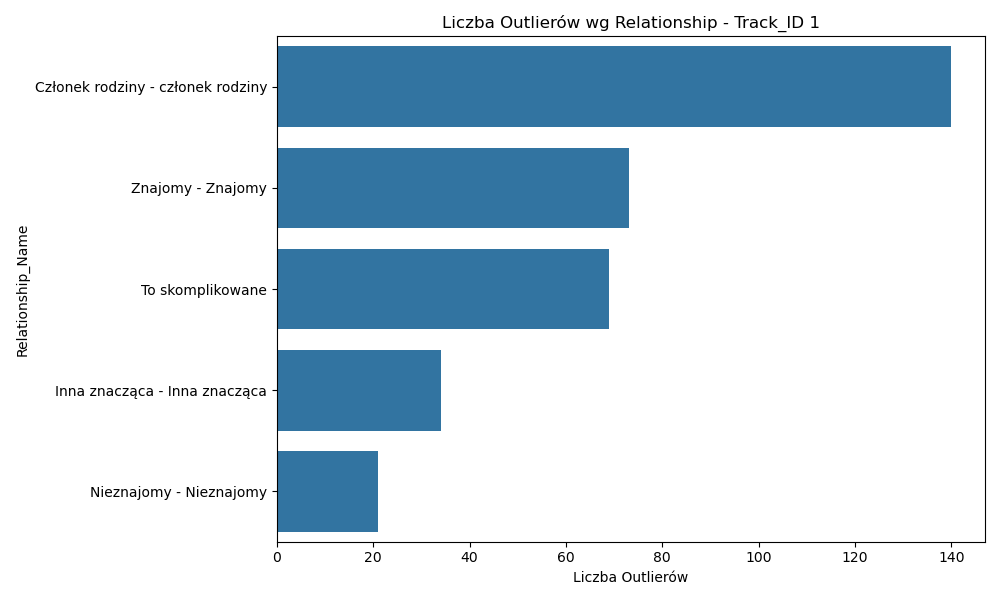 Liczba Outlierów wg Relationship - Track_ID 1
Relationship_Name
Członek rodziny - członek rodziny
Znajomy - Znajomy
To skomplikowane
Inna znacząca - Inna znacząca
Nieznajomy - Nieznajomy
0 20 40 60 80 100 120 140
Liczba Outlierów